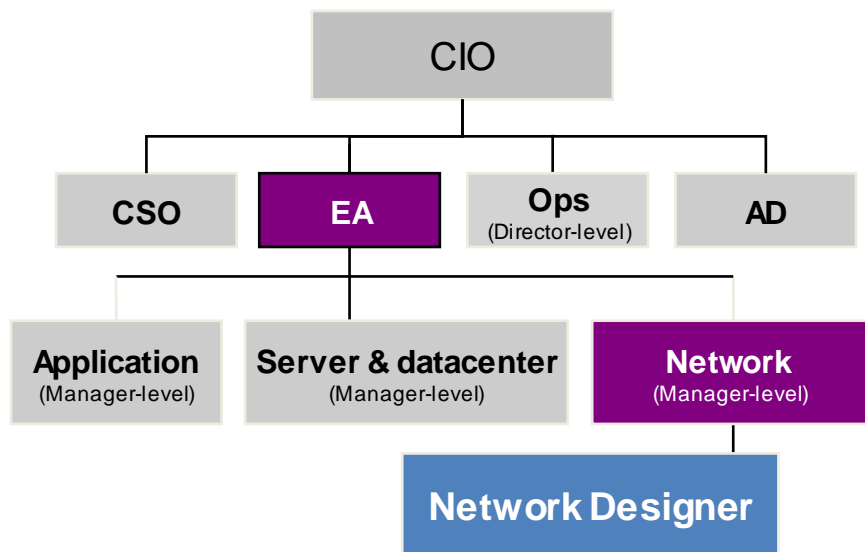 CIO
CSO
EA
Ops
(Director-level)
AD
Application
(Manager-level)
Server & datacenter
(Manager-level)
Network
(Manager-level)
Network Designer